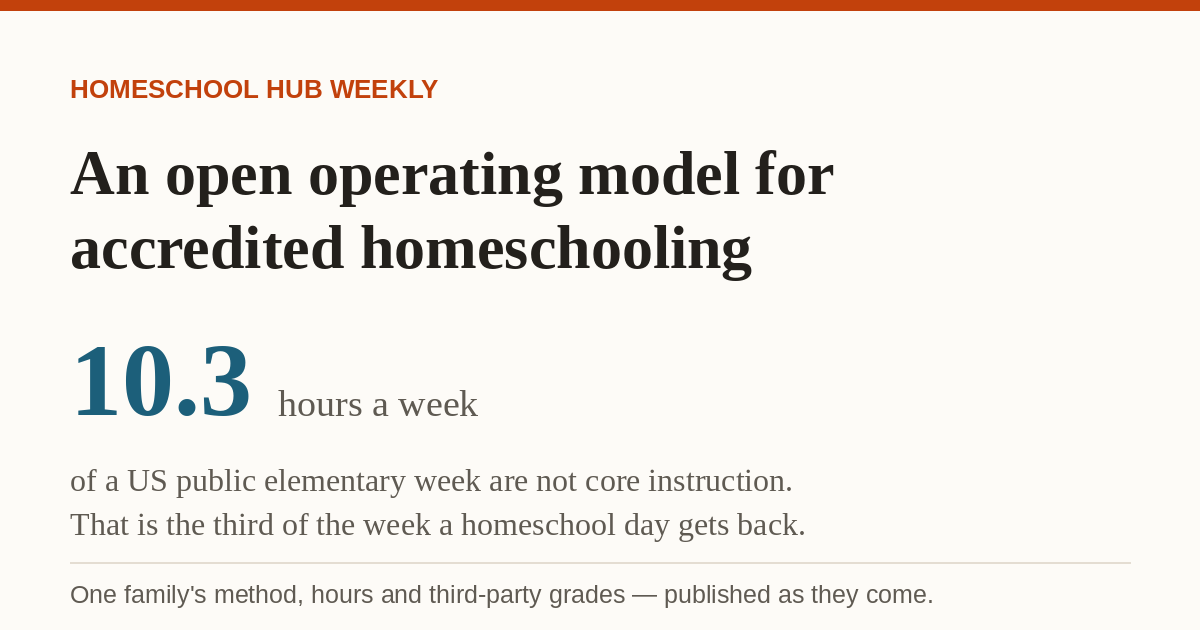 HOMESCHOOL HUB WEEKLY
An open operating model for
accredited homeschooling
10.3 hours a week
of a US public elementary week are not core instruction.
That is the third of the week a homeschool day gets back.
One family's method, hours and third-party grades — published as they come.